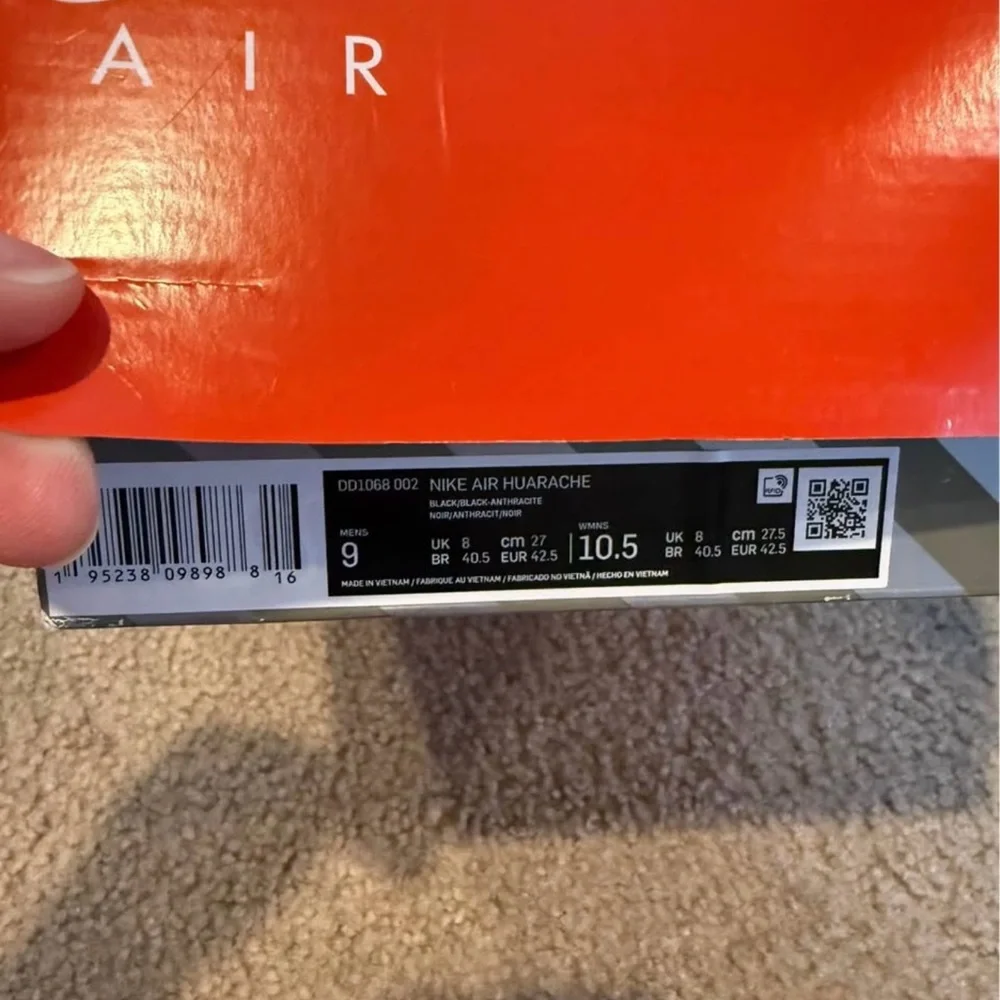 AIR
DD1068 002 NIKE AIR HUARACHE
BLACK/BLACK-ANTHRACITE
NOIR/ANTHRACIT/NOIR
MENS
9
UK 8 cm 27
BR 40.5 EUR 42.5
WMNS
10.5
UK 8 cm 27.5
BR 40.5 EUR 42.5
MADE IN VIETNAM / FABRIQUE AU VIETNAM / FABRICADO NO VIETNÃ / HECHO EN VIETNAM
1 95238 09898 8 16
RFID